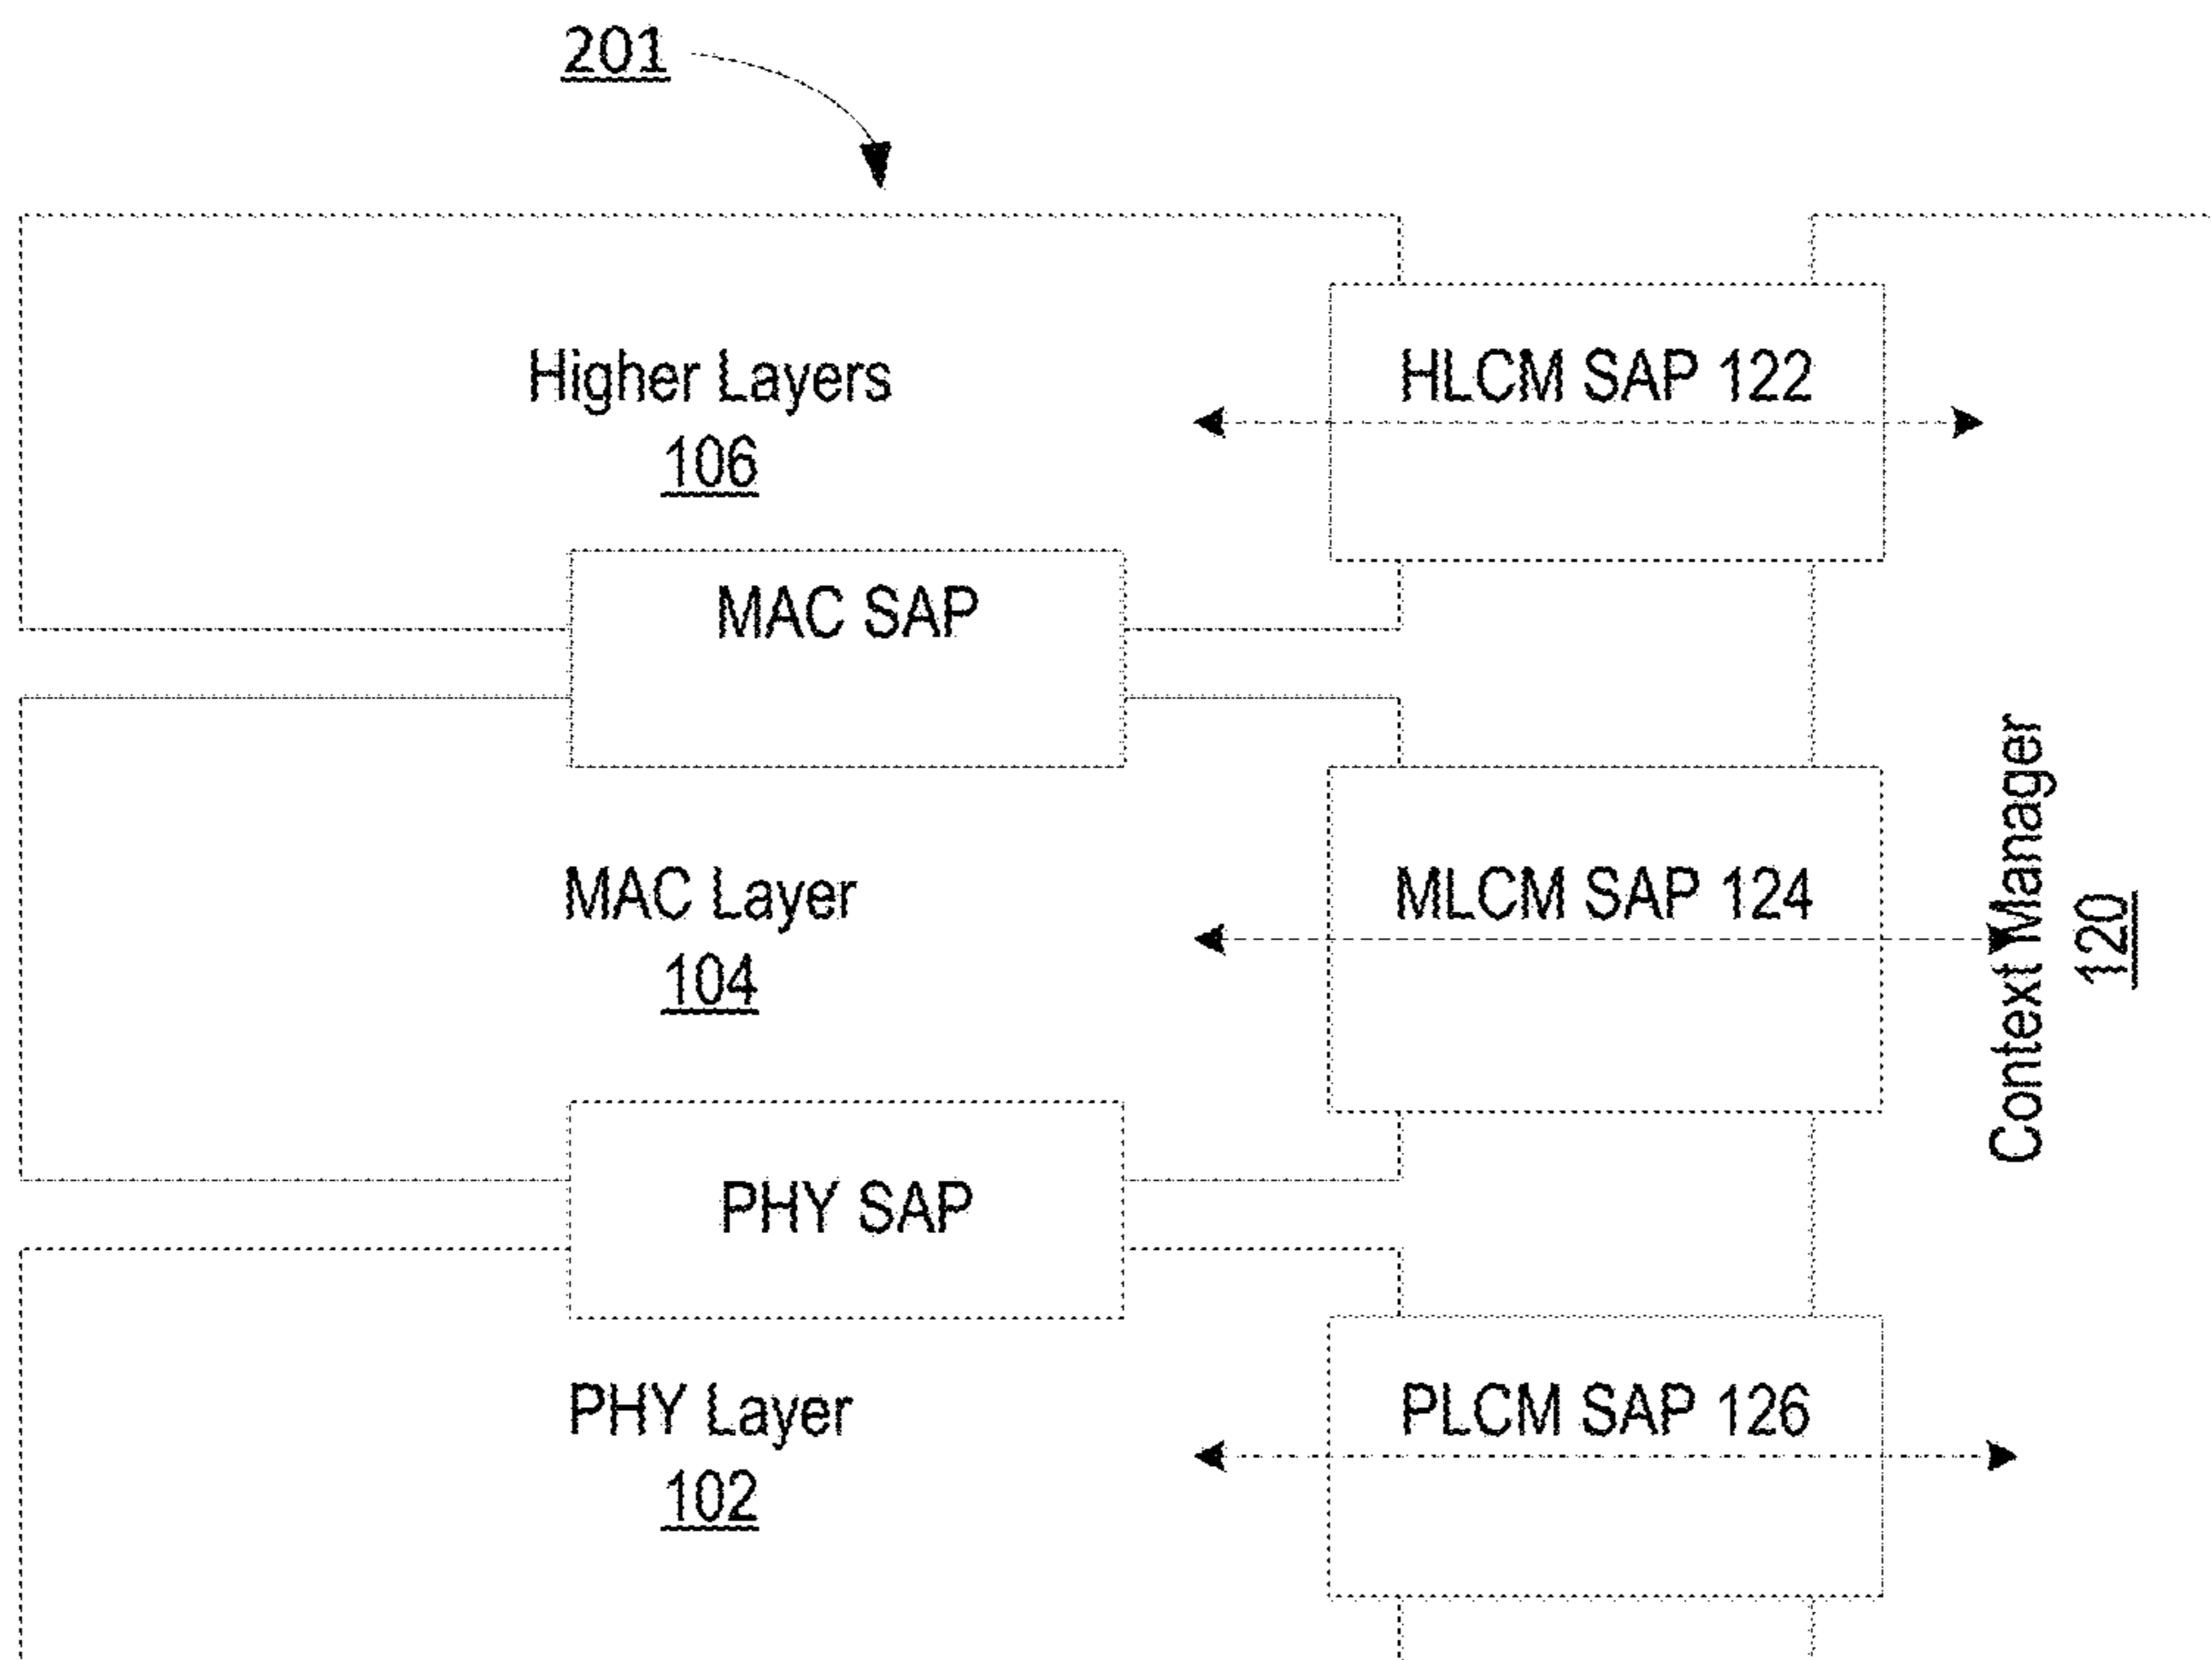 201
Higher Layers
106
HLCM SAP 122
MAC SAP
MAC Layer
104
MLCM SAP 124
Context Manager
120
PHY SAP
PHY Layer
102
PLCM SAP 126